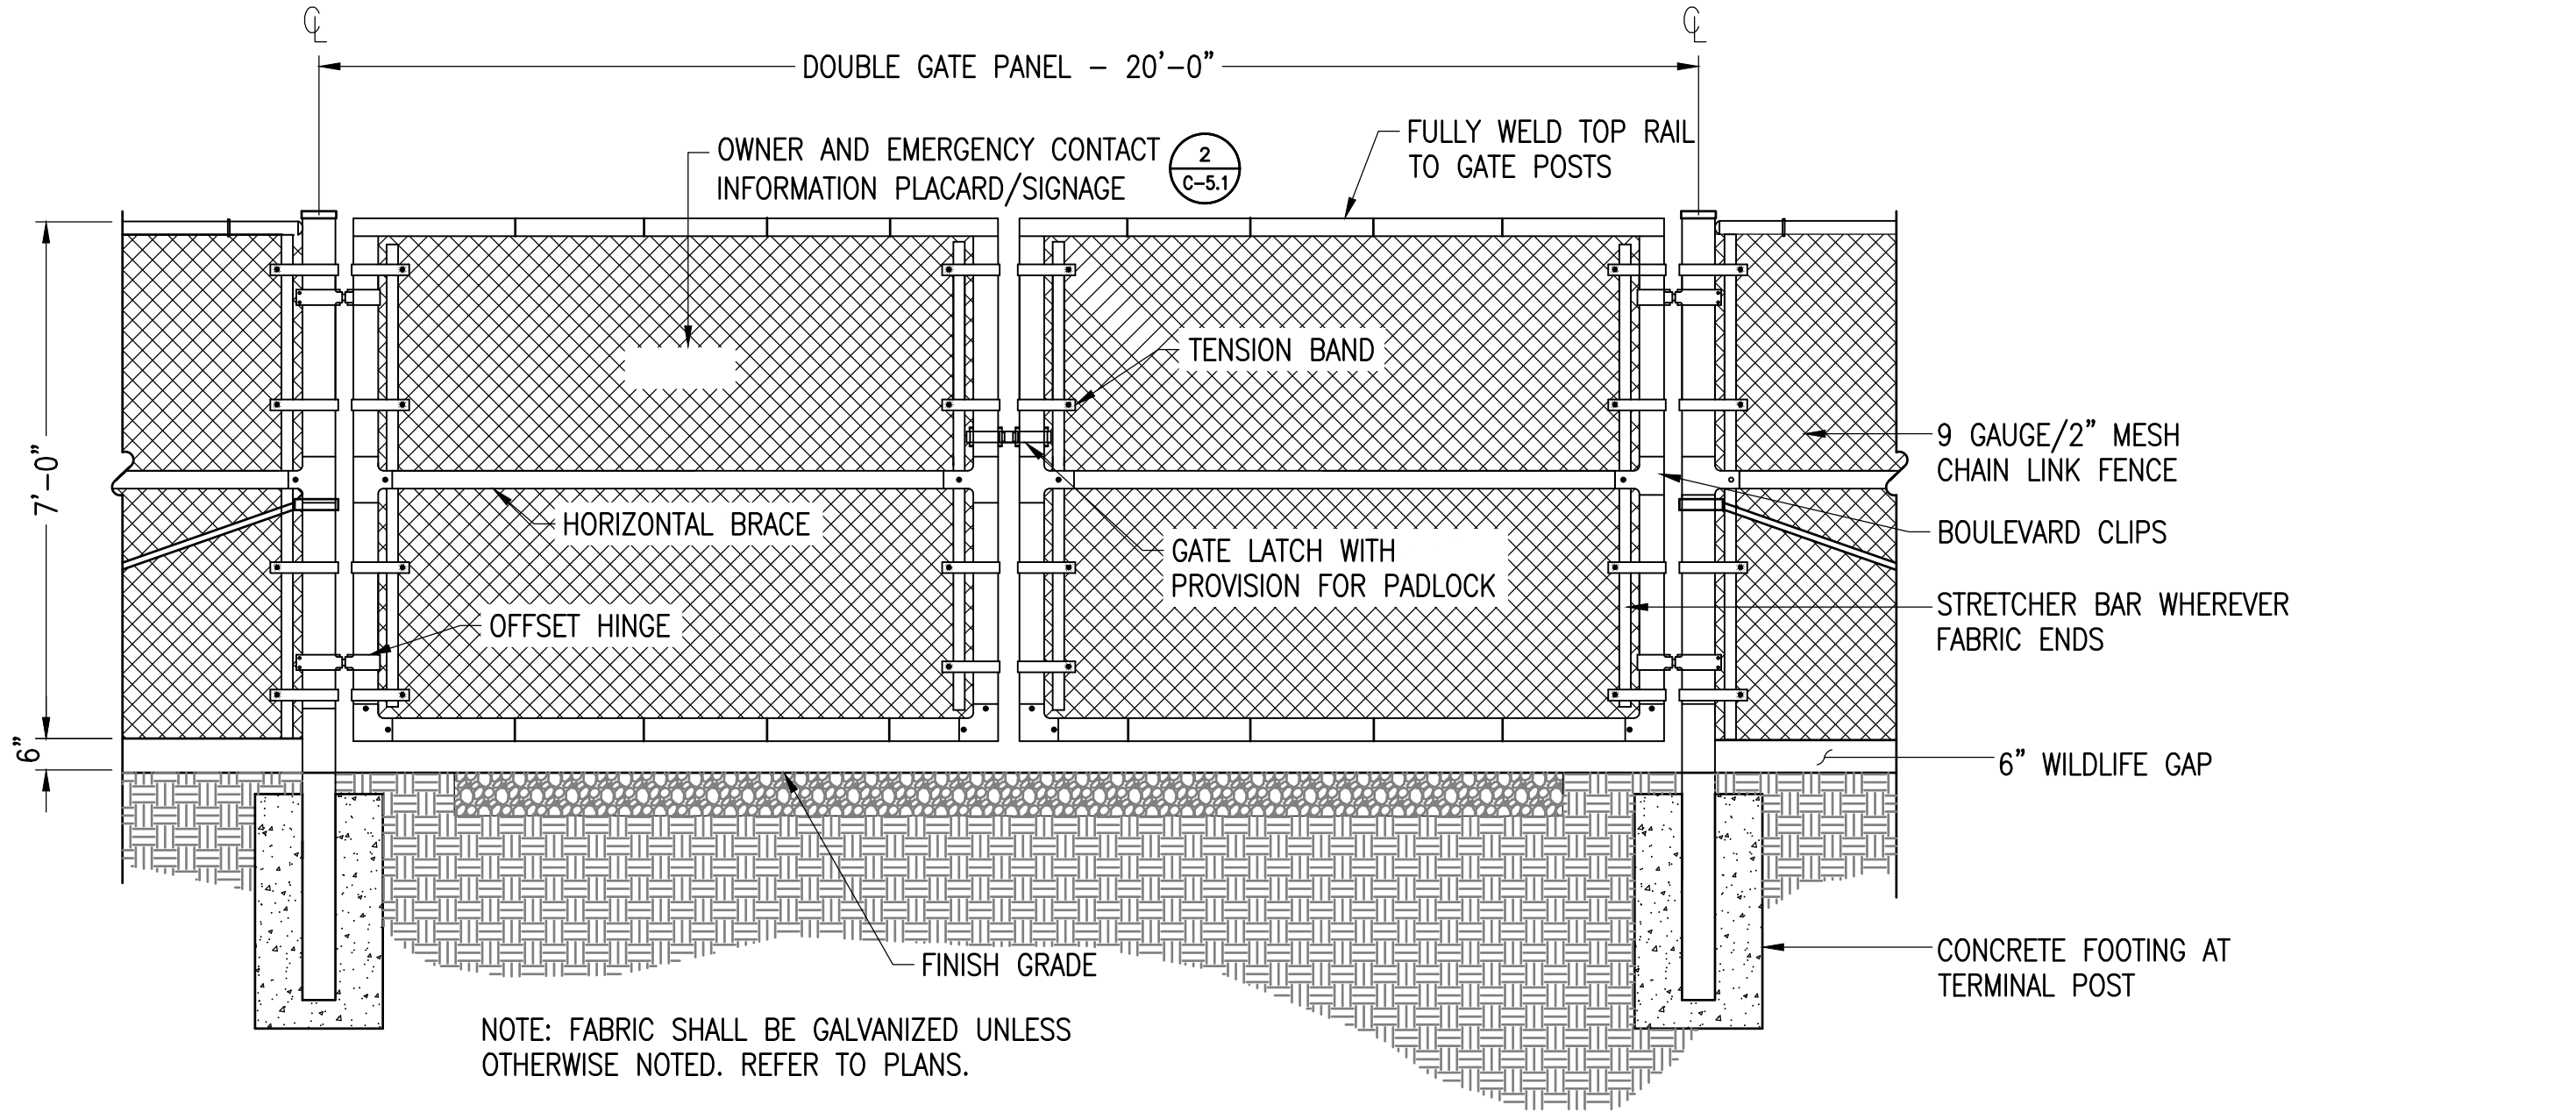 ℄
℄
DOUBLE GATE PANEL - 20'-0"
OWNER AND EMERGENCY CONTACT
INFORMATION PLACARD/SIGNAGE
2
C-5.1
FULLY WELD TOP RAIL
TO GATE POSTS
TENSION BAND
7'-0"
9 GAUGE/2" MESH
CHAIN LINK FENCE
HORIZONTAL BRACE
BOULEVARD CLIPS
GATE LATCH WITH
PROVISION FOR PADLOCK
STRETCHER BAR WHEREVER
FABRIC ENDS
OFFSET HINGE
6"
6" WILDLIFE GAP
FINISH GRADE
CONCRETE FOOTING AT
TERMINAL POST
NOTE: FABRIC SHALL BE GALVANIZED UNLESS
OTHERWISE NOTED. REFER TO PLANS.